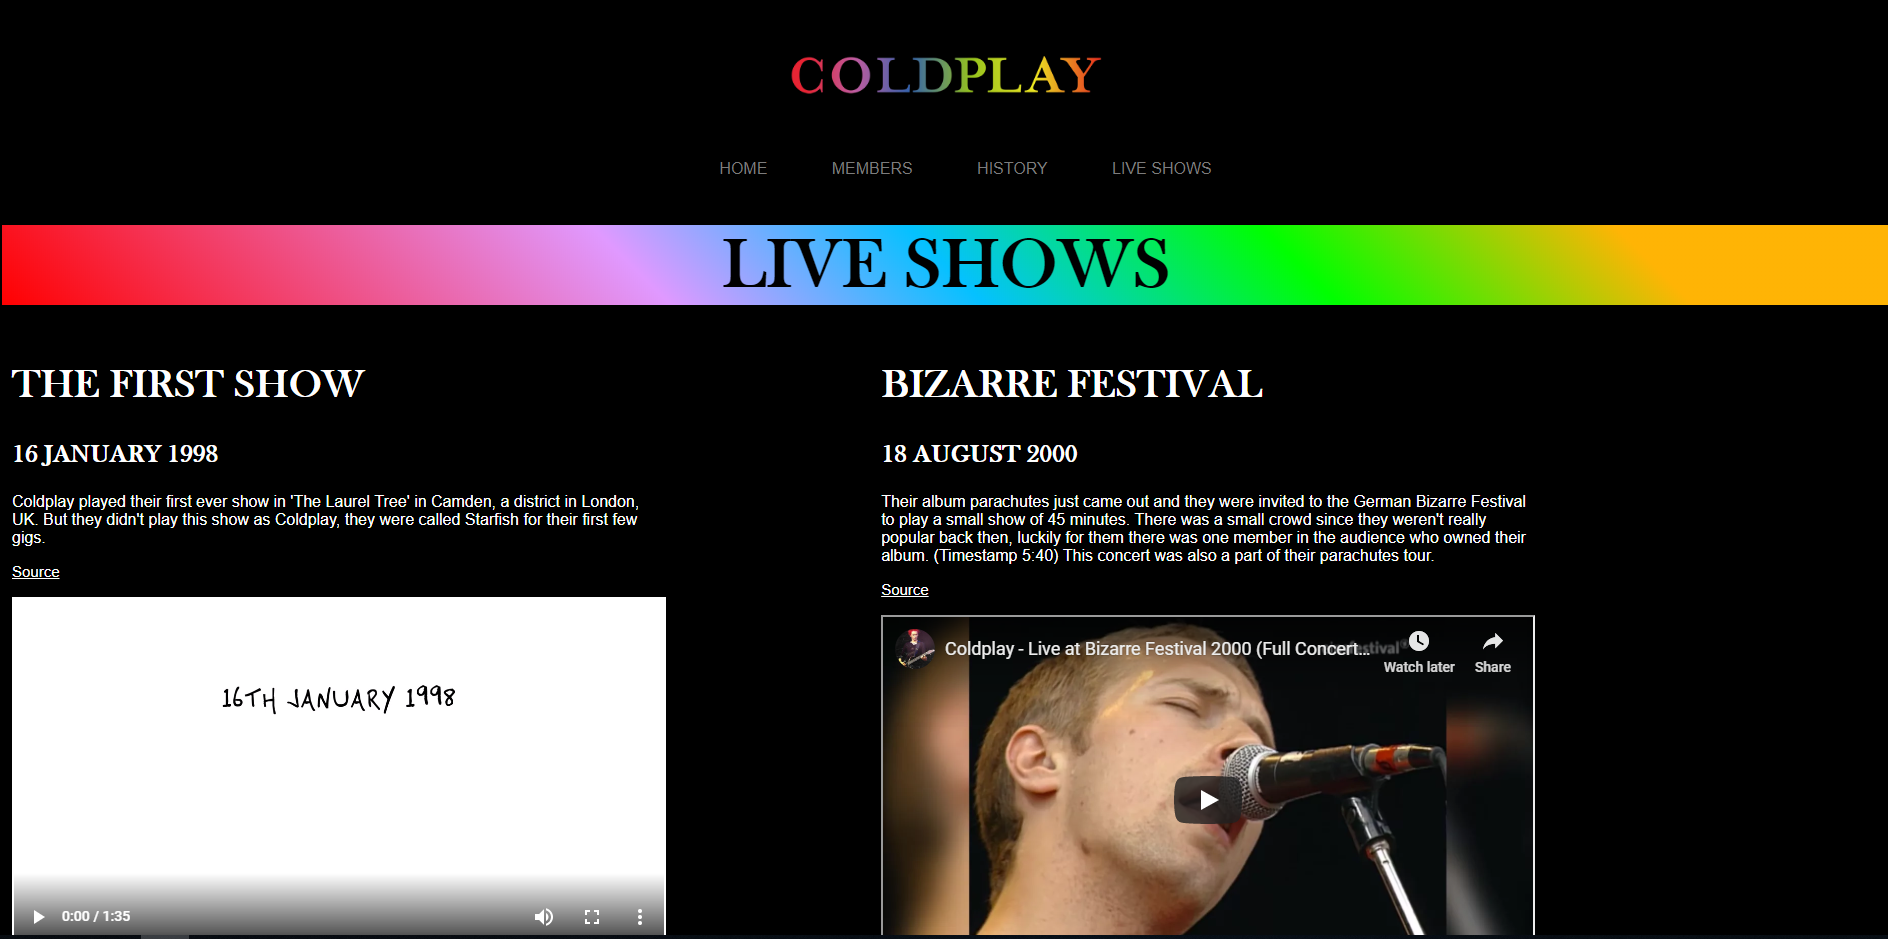 COLDPLAY
HOME MEMBERS HISTORY LIVE SHOWS
LIVE SHOWS
THE FIRST SHOW
16 JANUARY 1998
Coldplay played their first ever show in 'The Laurel Tree' in Camden, a district in London,
UK. But they didn't play this show as Coldplay, they were called Starfish for their first few
gigs.
Source
16TH JANUARY 1998
0:00 / 1:35
BIZARRE FESTIVAL
18 AUGUST 2000
Their album parachutes just came out and they were invited to the German Bizarre Festival
to play a small show of 45 minutes. There was a small crowd since they weren't really
popular back then, luckily for them there was one member in the audience who owned their
album. (Timestamp 5:40) This concert was also a part of their parachutes tour.
Source
Coldplay - Live at Bizarre Festival 2000 (Full Concert...
Watch later Share